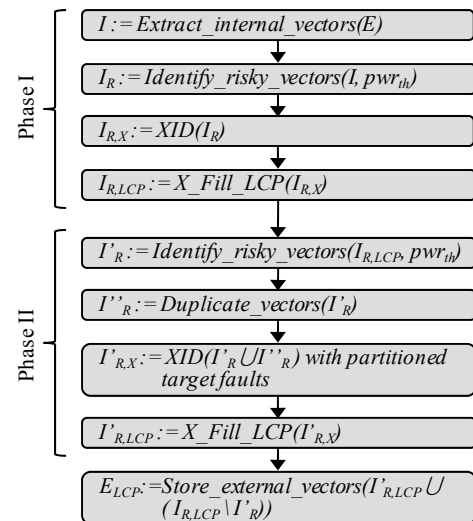 Phase I
I := Extract_internal_vectors(E)
I_R := Identify_risky_vectors(I, pwr_th)
I_R,X := XID(I_R)
I_R,LCP := X_Fill_LCP(I_R,X)
Phase II
I'_R := Identify_risky_vectors(I_R,LCP, pwr_th)
I''_R := Duplicate_vectors(I'_R)
I'_R,X := XID(I'_R ⋃ I''_R) with partitioned
target faults
I'_R,LCP := X_Fill_LCP(I'_R,X)
E_LCP := Store_external_vectors(I'_R,LCP ⋃
(I_R,LCP \ I'_R))